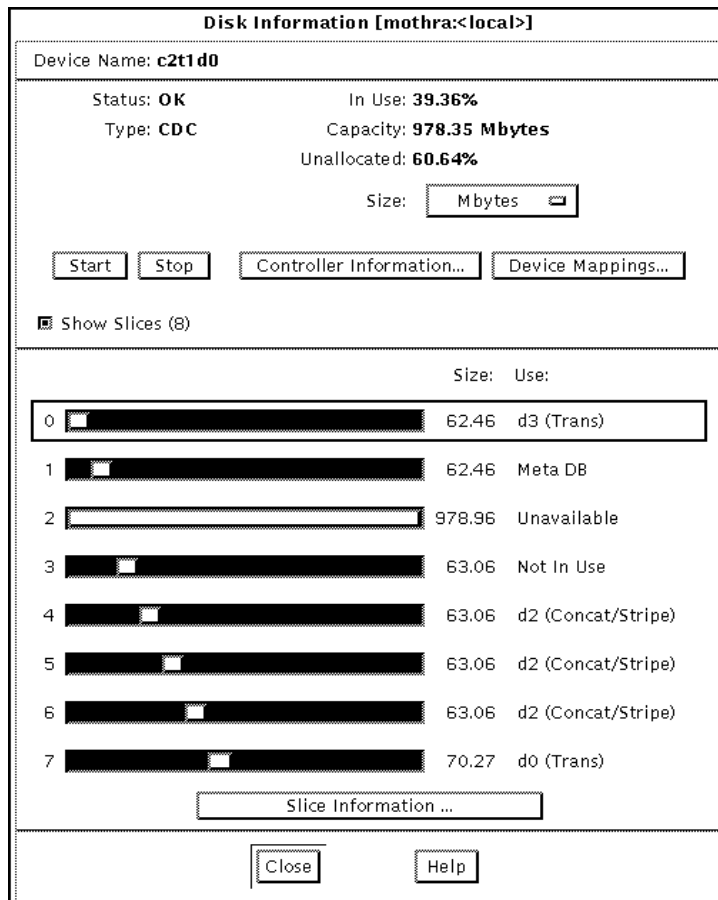 Disk Information [mothra:<local>]
Device Name: c2t1d0
Status: OK In Use: 39.36%
Type: CDC Capacity: 978.35 Mbytes
Unallocated: 60.64%
Size: Mbytes
Start Stop Controller Information... Device Mappings...
Show Slices (8)
Size: Use:
0 62.46 d3 (Trans)
1 62.46 Meta DB
2 978.96 Unavailable
3 63.06 Not In Use
4 63.06 d2 (Concat/Stripe)
5 63.06 d2 (Concat/Stripe)
6 63.06 d2 (Concat/Stripe)
7 70.27 d0 (Trans)
Slice Information ...
Close Help